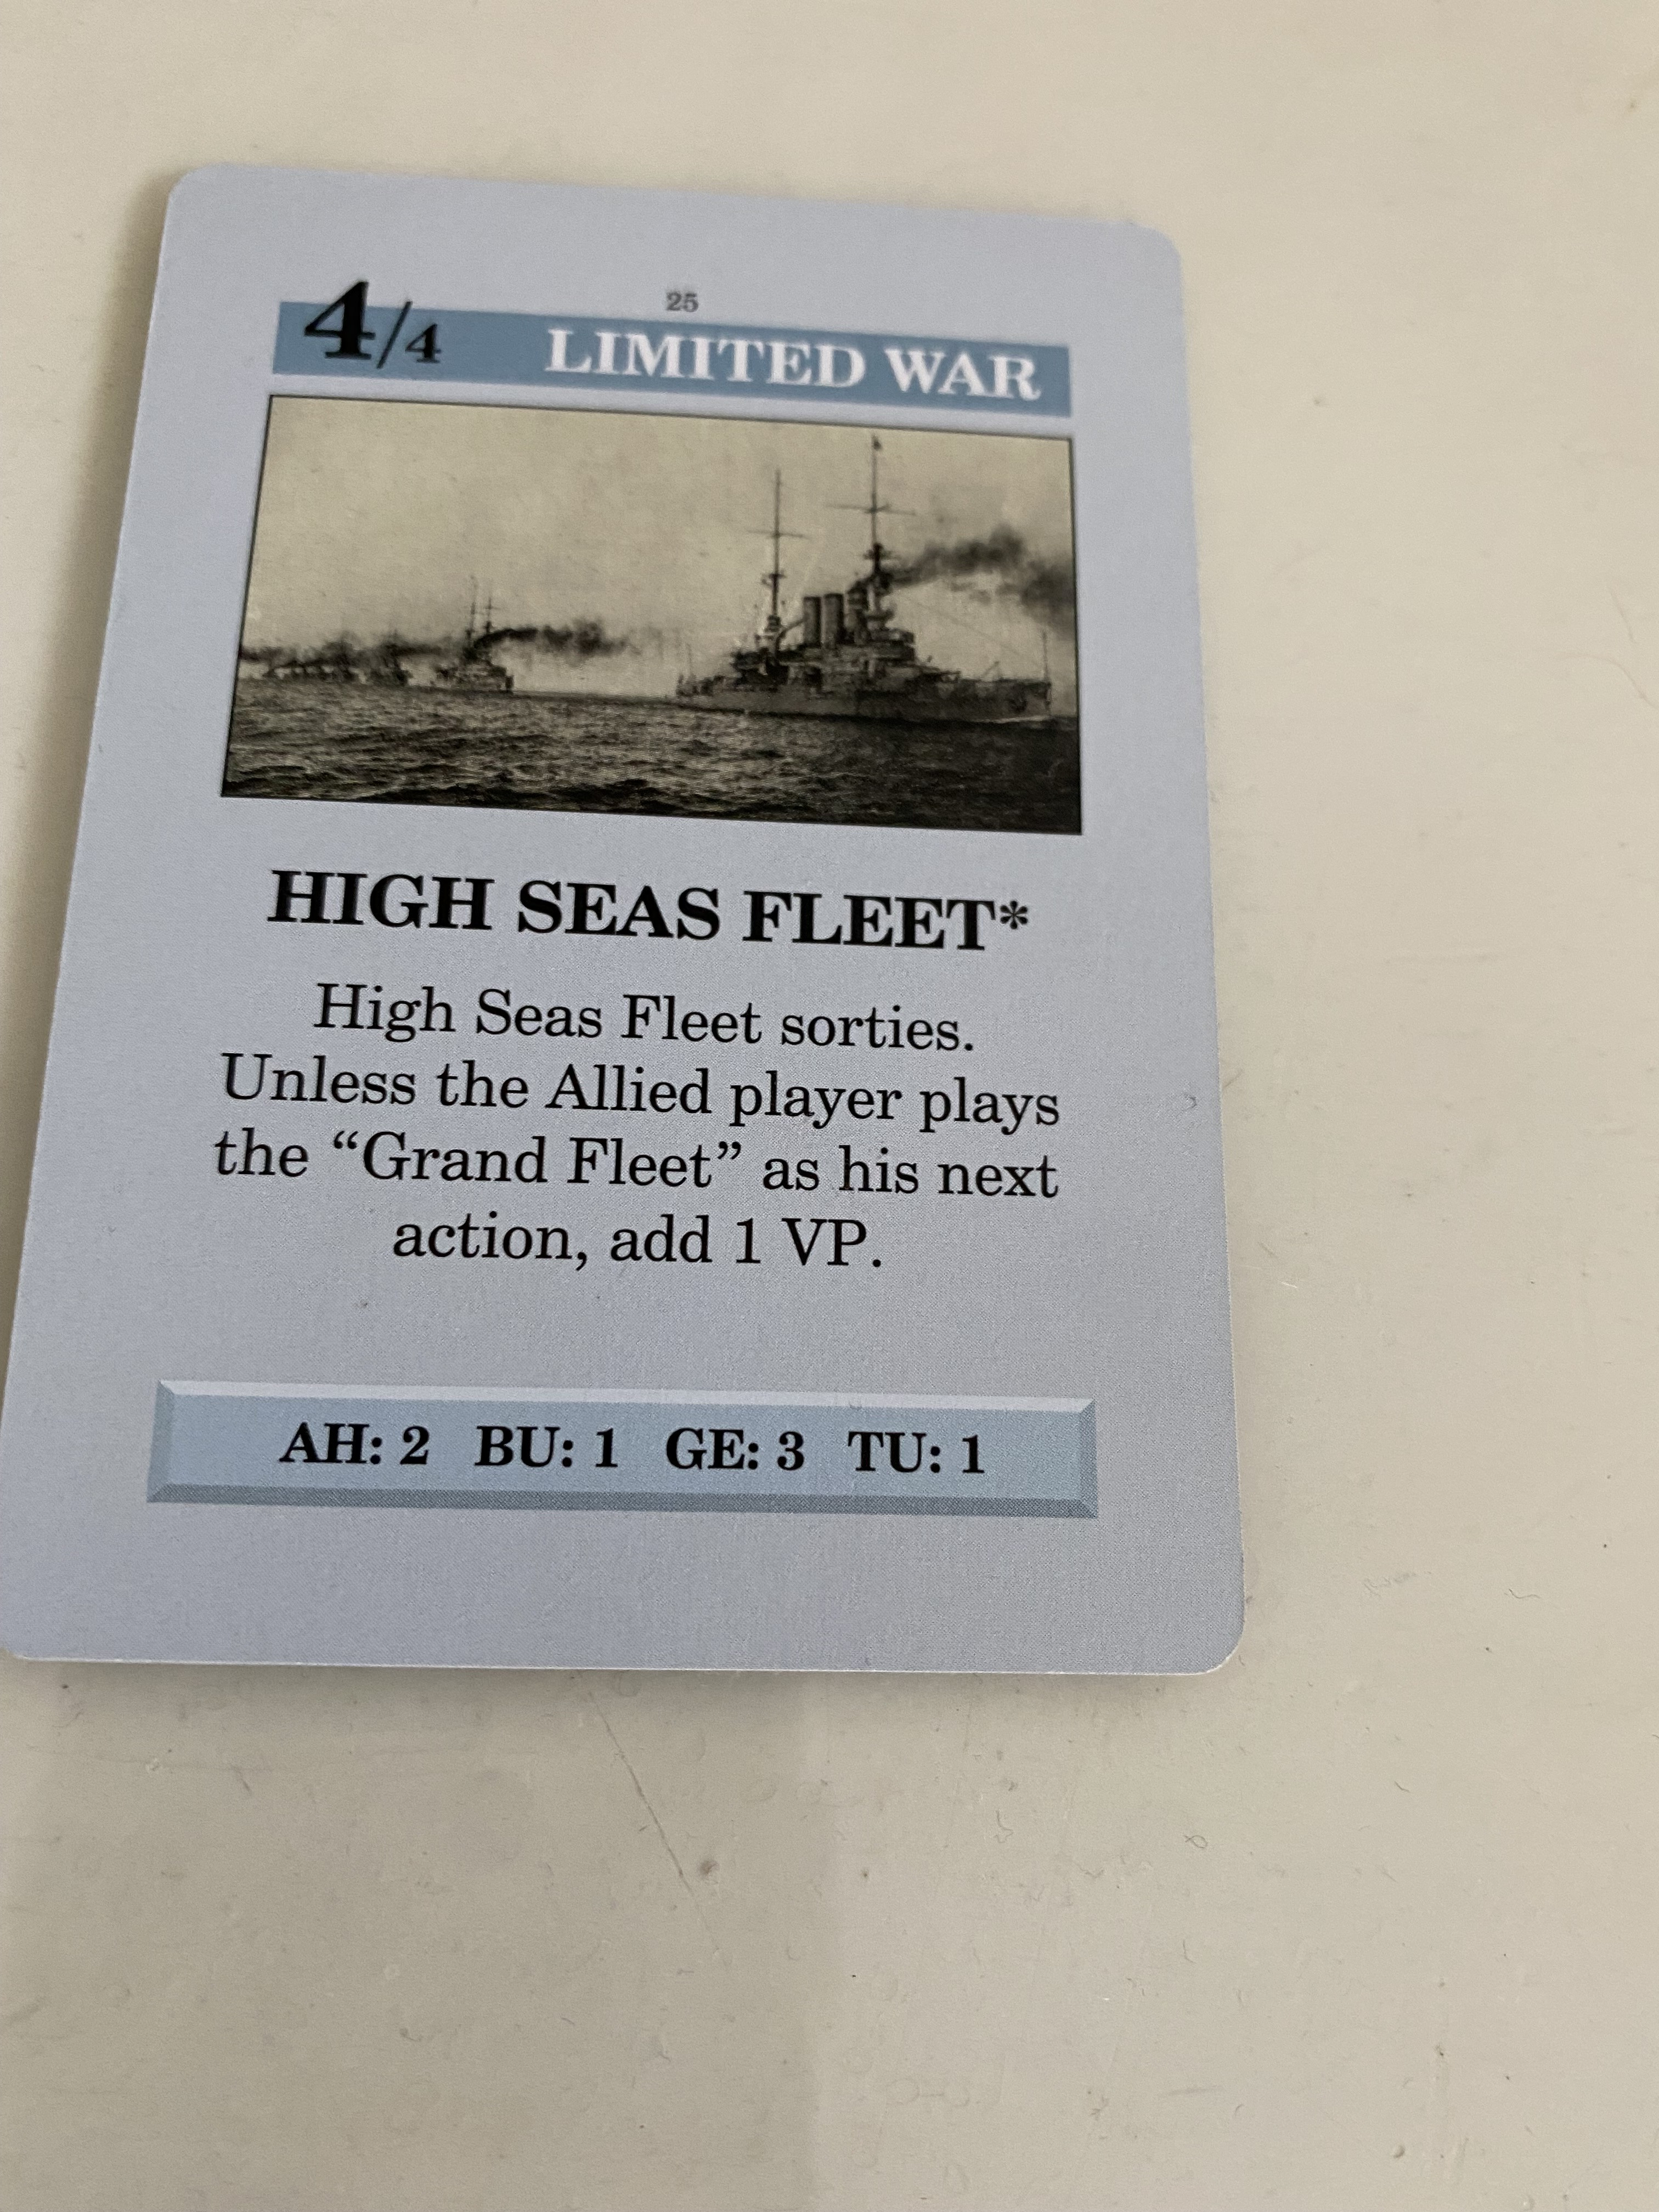 25
4/4 LIMITED WAR
HIGH SEAS FLEET*
High Seas Fleet sorties.
Unless the Allied player plays
the “Grand Fleet” as his next
action, add 1 VP.
AH: 2 BU: 1 GE: 3 TU: 1